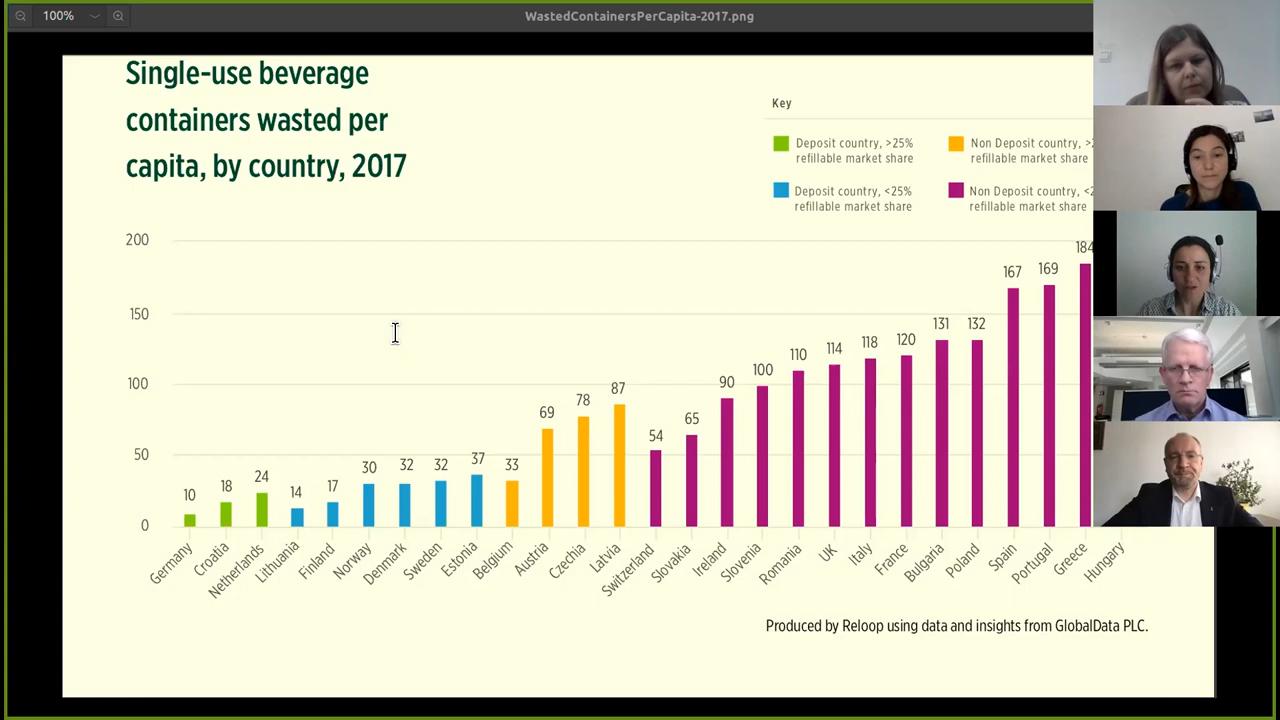 100%
WastedContainersPerCapita-2017.png
Single-use beverage
containers wasted per
capita, by country, 2017
Key
Deposit country, >25%
refillable market share
Non Deposit country, >
refillable market share
Deposit country, <25%
refillable market share
Non Deposit country, <2
refillable market share
200
150
100
50
0
10
18
24
14
17
30
32
32
37
33
69
78
87
54
65
90
100
110
114
118
120
131
132
167
169
184
Germany
Croatia
Netherlands
Lithuania
Finland
Norway
Denmark
Sweden
Estonia
Belgium
Austria
Czechia
Latvia
Switzerland
Slovakia
Ireland
Slovenia
Romania
UK
Italy
France
Bulgaria
Poland
Spain
Portugal
Greece
Hungary
Produced by Reloop using data and insights from GlobalData PLC.